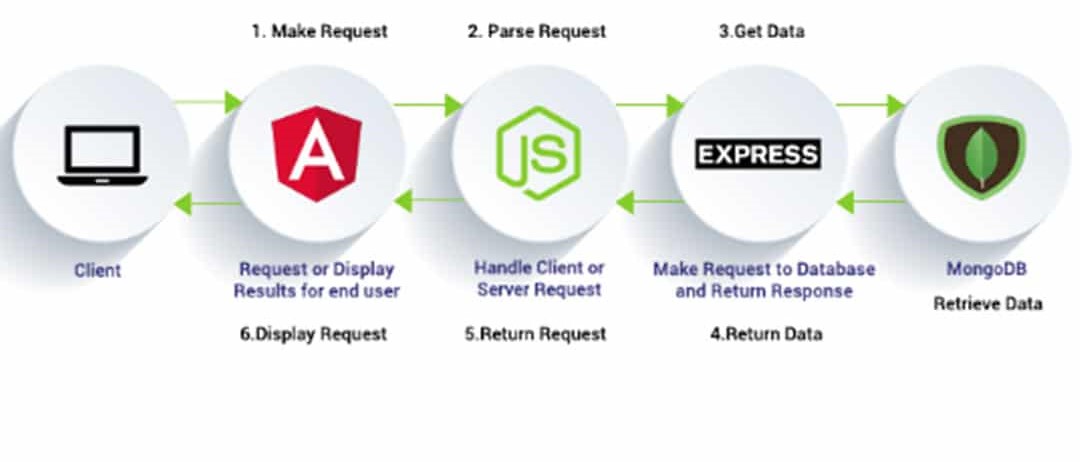 1. Make Request
2. Parse Request
3.Get Data
A
JS
EXPRESS
Client
Request or Display
Results for end user
Handle Client or
Server Request
Make Request to Database
and Return Response
MongoDB
Retrieve Data
6.Display Request
5.Return Request
4.Return Data